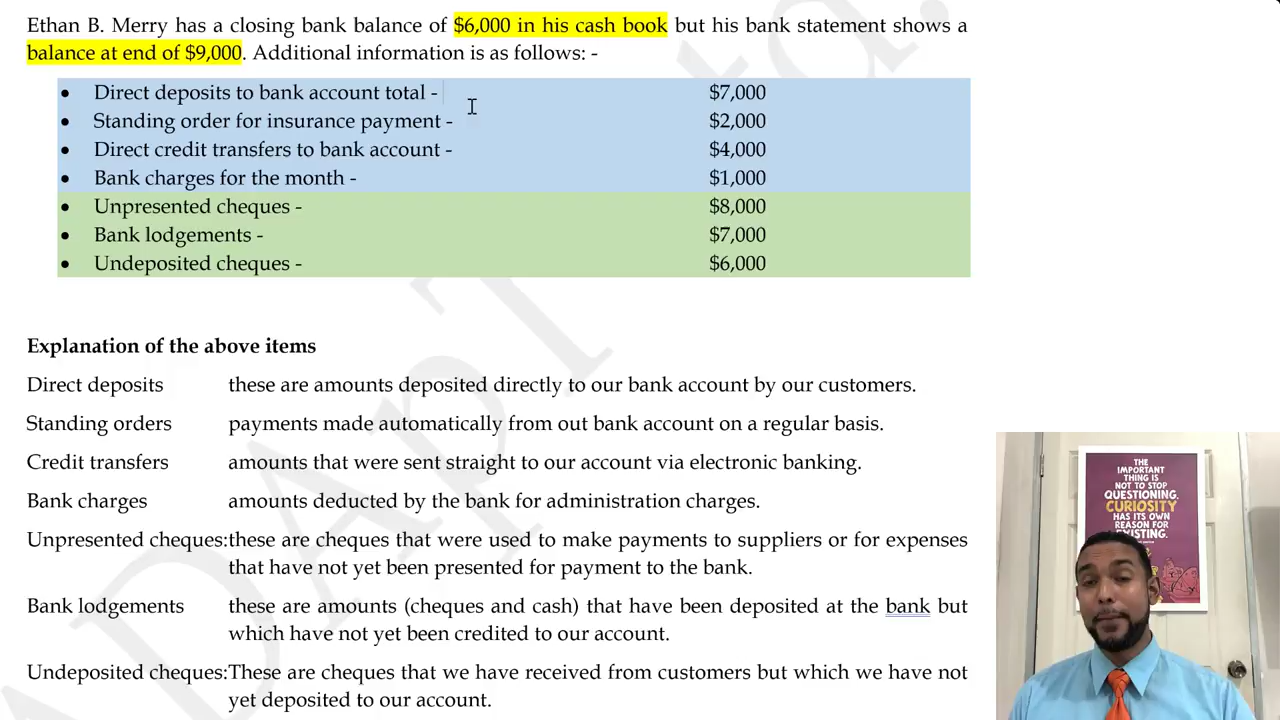 Ethan B. Merry has a closing bank balance of $6,000 in his cash book but his bank statement shows a
balance at end of $9,000. Additional information is as follows: -
• Direct deposits to bank account total - $7,000
• Standing order for insurance payment - $2,000
• Direct credit transfers to bank account - $4,000
• Bank charges for the month - $1,000
• Unpresented cheques - $8,000
• Bank lodgements - $7,000
• Undeposited cheques - $6,000
Explanation of the above items
Direct deposits these are amounts deposited directly to our bank account by our customers.
Standing orders payments made automatically from out bank account on a regular basis.
Credit transfers amounts that were sent straight to our account via electronic banking.
Bank charges amounts deducted by the bank for administration charges.
Unpresented cheques:these are cheques that were used to make payments to suppliers or for expenses
that have not yet been presented for payment to the bank.
Bank lodgements these are amounts (cheques and cash) that have been deposited at the bank but
which have not yet been credited to our account.
Undeposited cheques:These are cheques that we have received from customers but which we have not
yet deposited to our account.
THE
IMPORTANT
THING IS
NOT TO STOP
QUESTIONING.
CURIOSITY
HAS ITS OWN
REASON FOR
EXISTING.